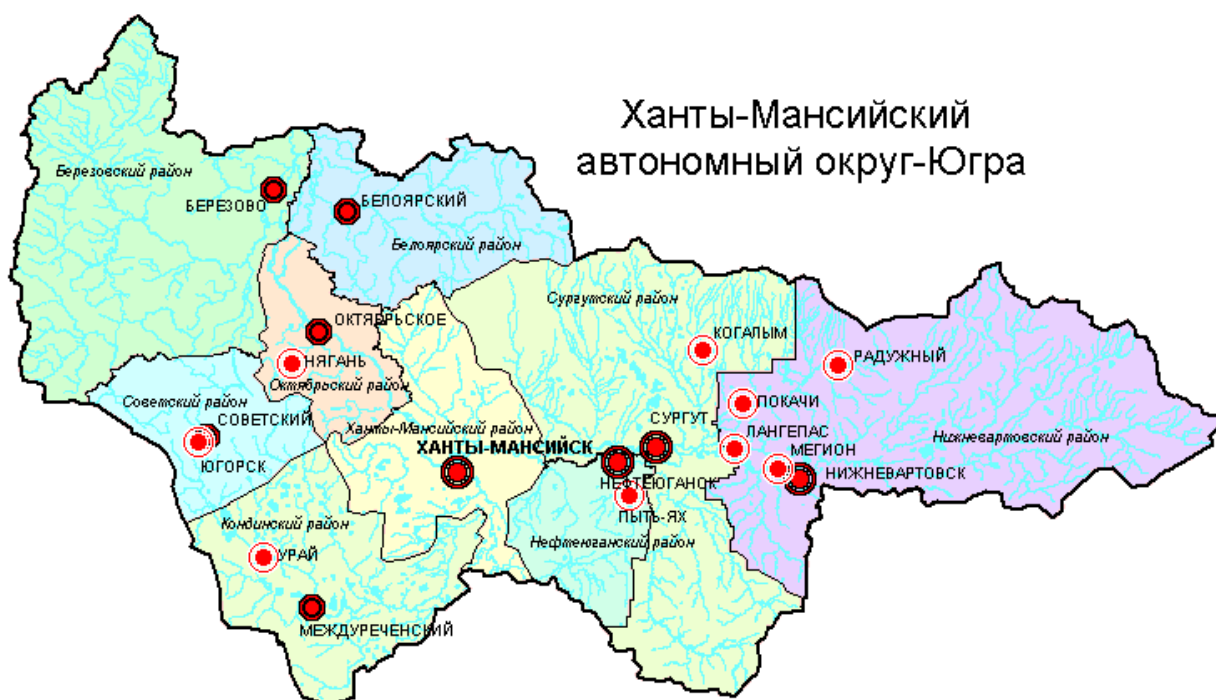 Ханты-Мансийский
автономный округ-Югра
Березовский район
БЕРЕЗОВО
БЕЛОЯРСКИЙ
Белоярский район
Сургутский район
ОКТЯБРЬСКОЕ
КОГАЛЫМ
НЯГАНЬ
РАДУЖНЫЙ
Октябрьский район
Советский район
ПОКАЧИ
СОВЕТСКИЙ
Ханты-Мансийский район
СУРГУТ
ЛАНГЕПАС
Нижневартовский район
ХАНТЫ-МАНСИЙСК
МЕГИОН
ЮГОРСК
НИЖНЕВАРТОВСК
НЕФТЕЮГАНСК
ПЫТЬ-ЯХ
Кондинский район
Нефтеюганский район
УРАЙ
МЕЖДУРЕЧЕНСКИЙ